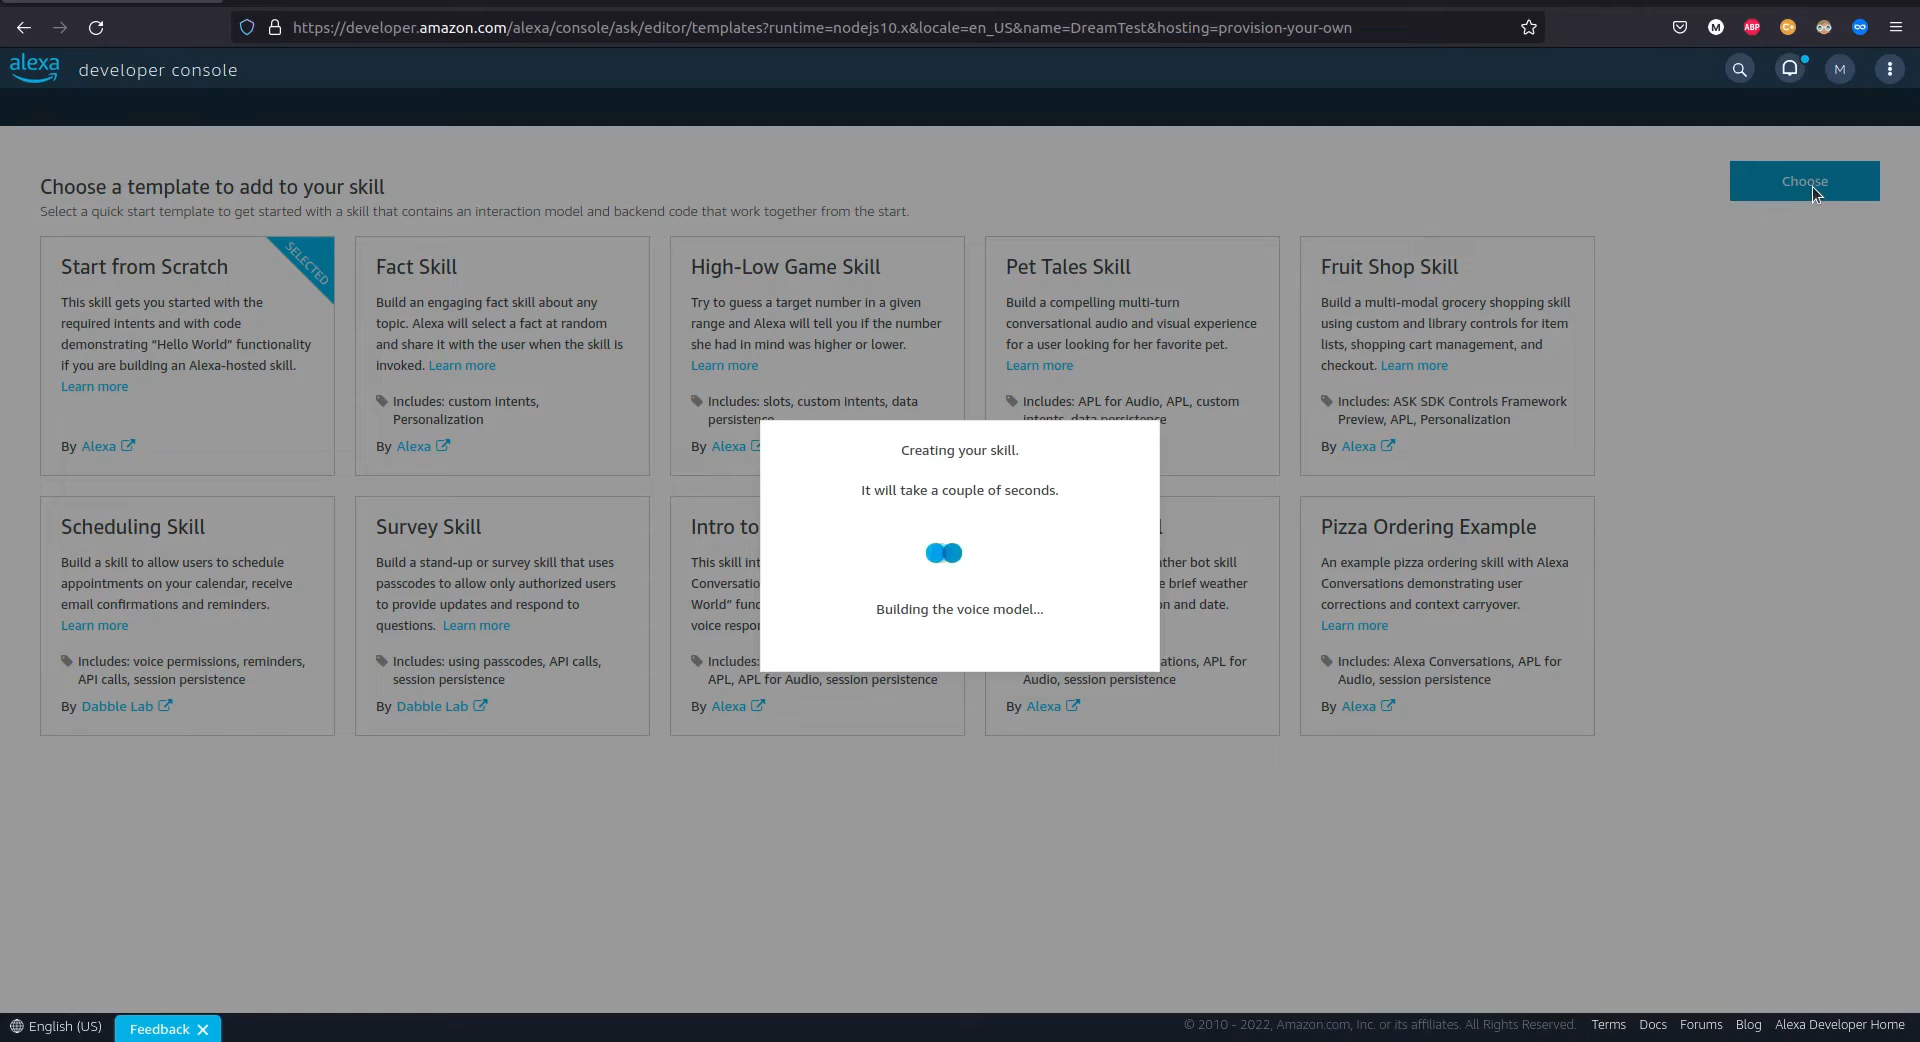 https://developer.amazon.com/alexa/console/ask/editor/templates?runtime=nodejs10.x&locale=en_US&name=DreamTest&hosting=provision-your-own
M
ABP
C+
alexa
developer console
M
Choose a template to add to your skill
Choose
Select a quick start template to get started with a skill that contains an interaction model and backend code that work together from the start.
Start from Scratch
SELECTED
This skill gets you started with the
required intents and with code
demonstrating “Hello World” functionality
if you are building an Alexa-hosted skill.
Learn more
By Alexa
Fact Skill
Build an engaging fact skill about any
topic. Alexa will select a fact at random
and share it with the user when the skill is
invoked. Learn more
Includes: custom intents,
Personalization
By Alexa
High-Low Game Skill
Try to guess a target number in a given
range and Alexa will tell you if the number
she had in mind was higher or lower.
Learn more
Includes: slots, custom intents, data
persistence
By Alexa
Pet Tales Skill
Build a compelling multi-turn
conversational audio and visual experience
for a user looking for her favorite pet.
Learn more
Includes: APL for Audio, APL, custom
intents, data persistence
Fruit Shop Skill
Build a multi-modal grocery shopping skill
using custom and library controls for item
lists, shopping cart management, and
checkout. Learn more
Includes: ASK SDK Controls Framework
Preview, APL, Personalization
By Alexa
Creating your skill.
It will take a couple of seconds.
Building the voice model...
Scheduling Skill
Build a skill to allow users to schedule
appointments on your calendar, receive
email confirmations and reminders.
Learn more
Includes: voice permissions, reminders,
API calls, session persistence
By Dabble Lab
Survey Skill
Build a stand-up or survey skill that uses
passcodes to allow only authorized users
to provide updates and respond to
questions. Learn more
Includes: using passcodes, API calls,
session persistence
By Dabble Lab
Intro to
This skill int
Conversatio
World” func
voice respon
Includes:
APL, APL for Audio, session persistence
By Alexa
l
ther bot skill
e brief weather
on and date.
ations, APL for
Audio, session persistence
By Alexa
Pizza Ordering Example
An example pizza ordering skill with Alexa
Conversations demonstrating user
corrections and context carryover.
Learn more
Includes: Alexa Conversations, APL for
Audio, session persistence
By Alexa
English (US)
Feedback
© 2010 - 2022, Amazon.com, Inc. or its affiliates. All Rights Reserved.
Terms
Docs
Forums
Blog
Alexa Developer Home